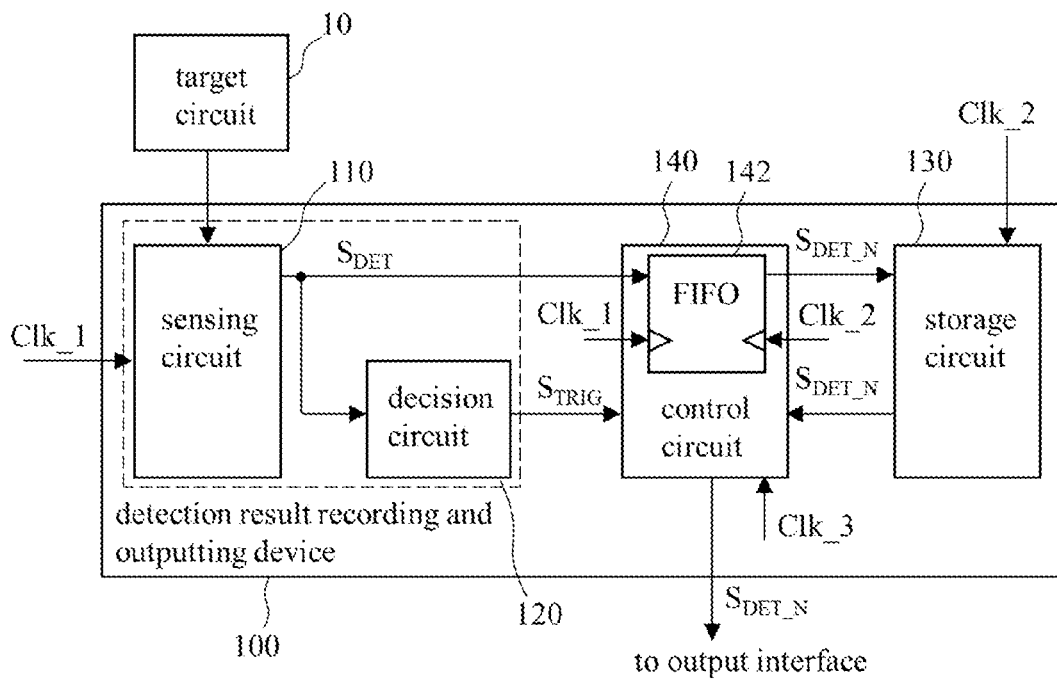 10
target
circuit
Clk_2
110
140
142
130
S_DET
S_DET_N
FIFO
Clk_1
sensing
circuit
Clk_1
Clk_2
storage
circuit
S_DET_N
decision
circuit
S_TRIG
control
circuit
detection result recording and
outputting device
Clk_3
100
120
S_DET_N
to output interface